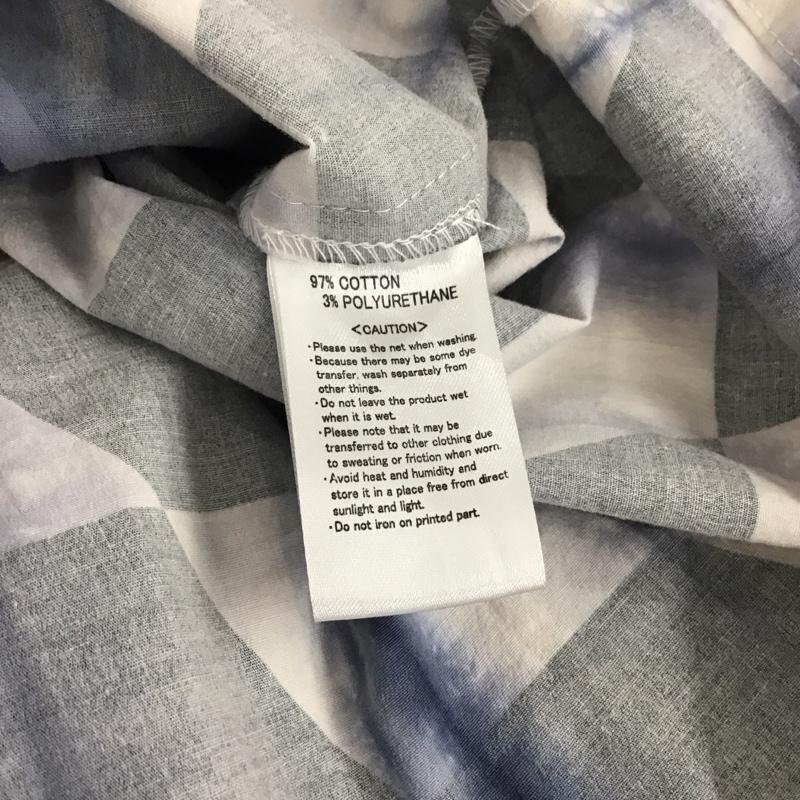 97% COTTON
3% POLYURETHANE
<CAUTION>
・Please use the net when washing.
・Because there may be some dye
transfer, wash separately from
other things.
・Do not leave the product wet
when it is wet.
・Please note that it may be
transferred to other clothing due
to sweating or friction when worn.
・Avoid heat and humidity and
store it in a place free from direct
sunlight and light.
・Do not iron on printed part.